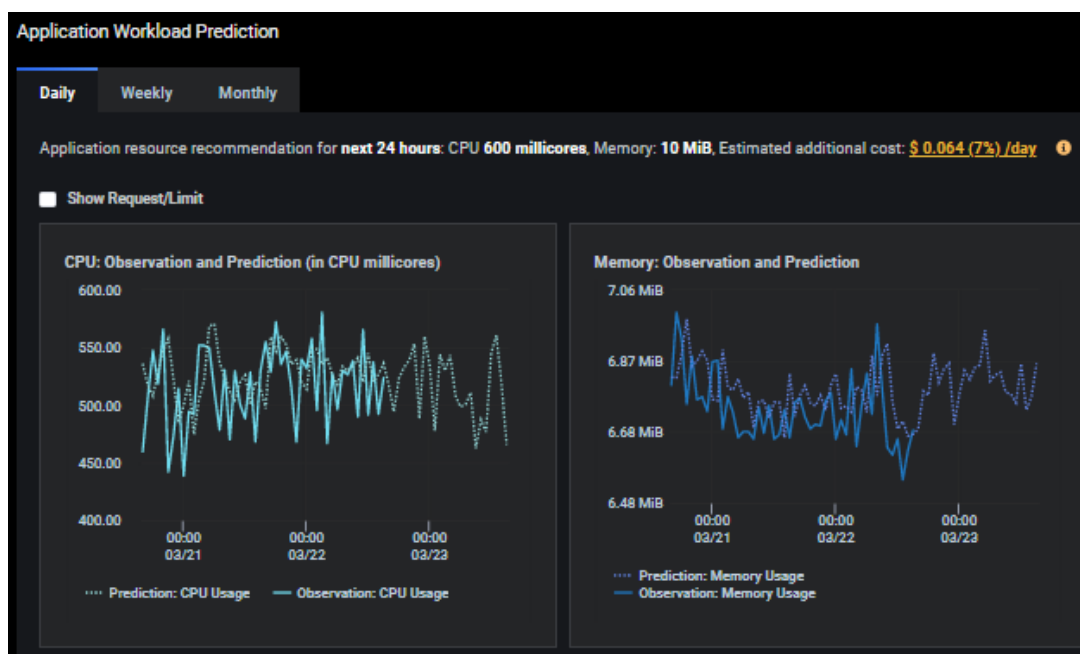 Application Workload Prediction
Daily Weekly Monthly
Application resource recommendation for next 24 hours: CPU 600 millicores, Memory: 10 MiB, Estimated additional cost: $ 0.064 (7%) /day
Show Request/Limit
CPU: Observation and Prediction (in CPU millicores)
600.00
550.00
500.00
450.00
400.00
00:00 00:00 00:00
03/21 03/22 03/23
Prediction: CPU Usage Observation: CPU Usage
Memory: Observation and Prediction
7.06 MiB
6.87 MiB
6.68 MiB
6.48 MiB
00:00 00:00 00:00
03/21 03/22 03/23
Prediction: Memory Usage
Observation: Memory Usage